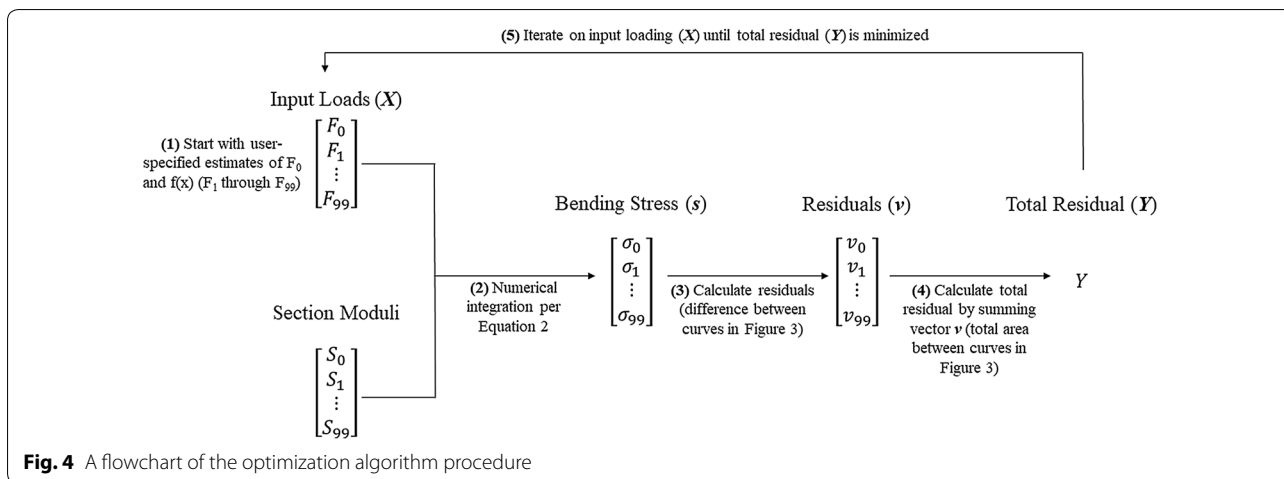 (5) Iterate on input loading (X) until total residual (Y) is minimized
Input Loads (X)
(1) Start with user-
specified estimates of F0
and f(x) (F1 through F99)
F0
F1
⋮
F99
Section Moduli
S0
S1
⋮
S99
(2) Numerical
integration per
Equation 2
Bending Stress (s)
σ0
σ1
⋮
σ99
(3) Calculate residuals
(difference between
curves in Figure 3)
Residuals (v)
v0
v1
⋮
v99
(4) Calculate total
residual by summing
vector v (total area
between curves in
Figure 3)
Total Residual (Y)
Y
Fig. 4 A flowchart of the optimization algorithm procedure